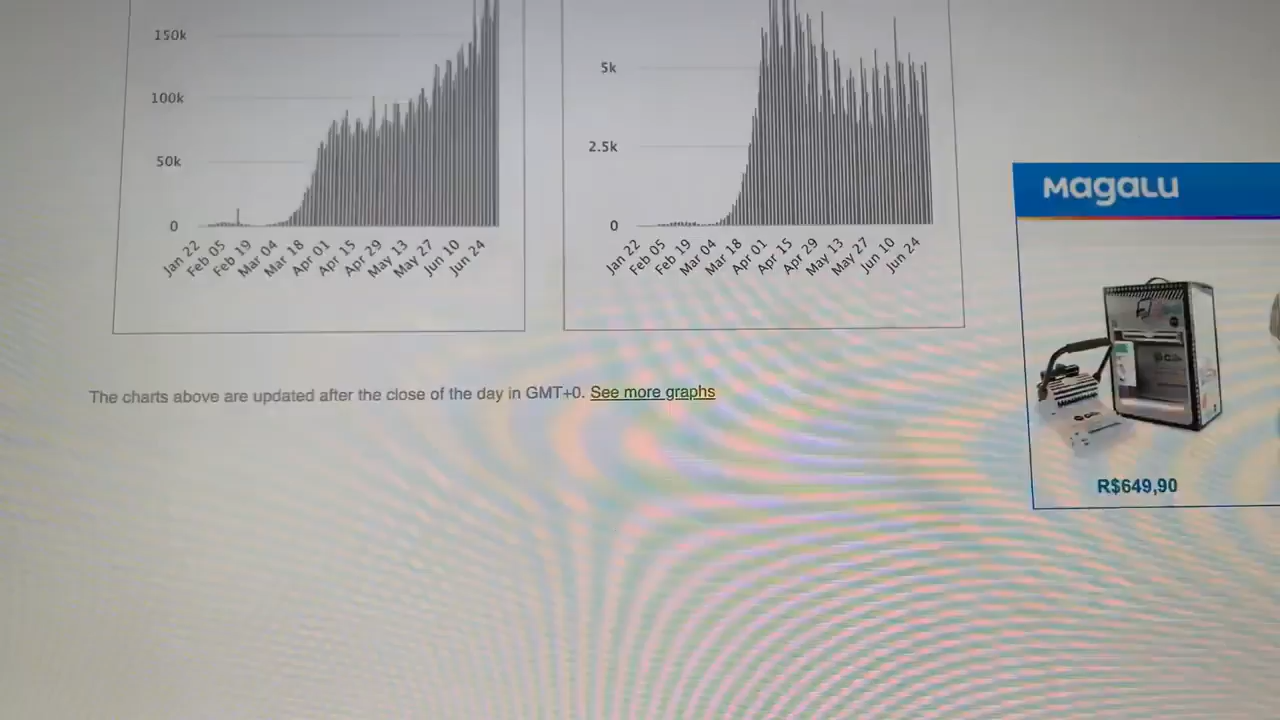 150k
100k
50k
0
Jan 22
Feb 05
Feb 19
Mar 04
Mar 18
Apr 01
Apr 15
Apr 29
May 13
May 27
Jun 10
Jun 24
5k
2.5k
0
Jan 22
Feb 05
Feb 19
Mar 04
Mar 18
Apr 01
Apr 15
Apr 29
May 13
May 27
Jun 10
Jun 24
The charts above are updated after the close of the day in GMT+0. See more graphs
Magalu
R$649,90